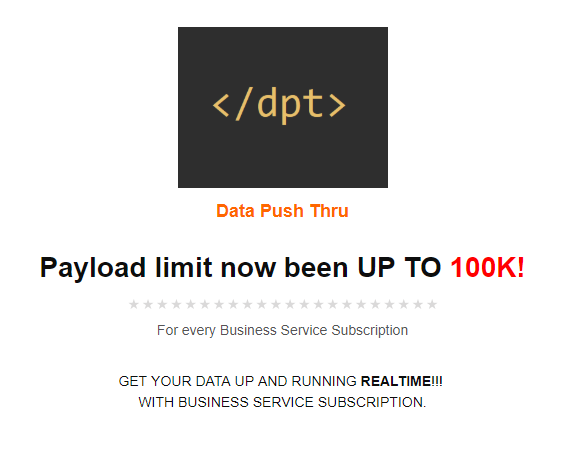 </dpt>
Data Push Thru
Payload limit now been UP TO 100K!
For every Business Service Subscription
GET YOUR DATA UP AND RUNNING REALTIME!!!
WITH BUSINESS SERVICE SUBSCRIPTION.